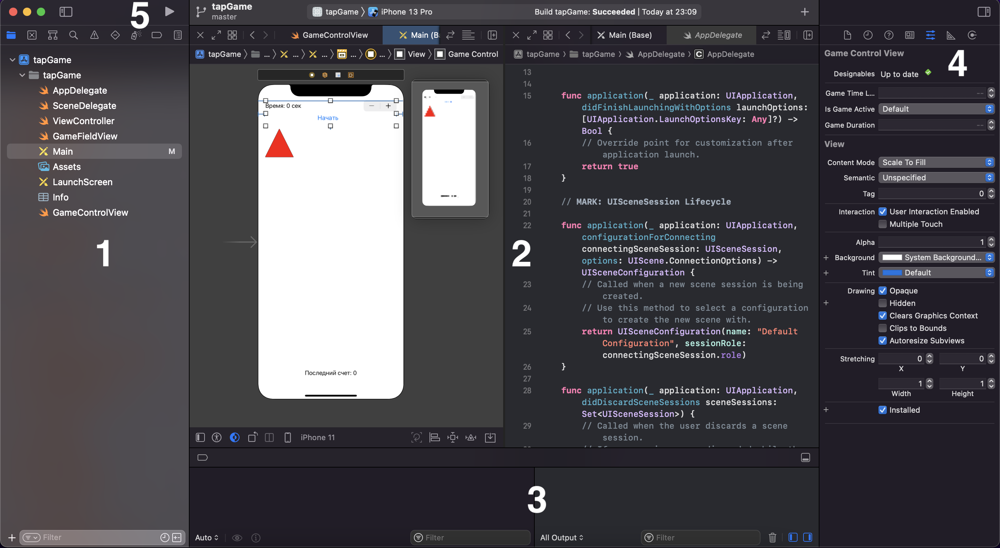 5
tapGame
master
tapGame
iPhone 13 Pro
Build tapGame: Succeeded | Today at 23:09
GameControlView
Main (B
Main (Base)
AppDelegate
tapGame
...
...
...
...
...
View
Game Control
tapGame
tapGame
AppDelegate
C
AppDelegate
tapGame
tapGame
AppDelegate
SceneDelegate
ViewController
GameFieldView
Main
M
Assets
LaunchScreen
Info
GameControlView
1
Filter
Время: 0 сек
− +
Начать
Последний счет: 0
iPhone 11
13
14
15 func application(_ application: UIApplication,
didFinishLaunchingWithOptions launchOptions:
[UIApplication.LaunchOptionsKey: Any]?) ->
Bool {
16 // Override point for customization after
application launch.
17 return true
18 }
19
20 // MARK: UISceneSession Lifecycle
21
22 func application(_ application: UIApplication,
configurationForConnecting
connectingSceneSession: UISceneSession,
options: UIScene.ConnectionOptions) ->
UISceneConfiguration {
23 // Called when a new scene session is being
created.
24 // Use this method to select a configuration
to create the new scene with.
25 return UISceneConfiguration(name: "Default
Configuration", sessionRole:
connectingSceneSession.role)
26 }
27
28 func application(_ application: UIApplication,
didDiscardSceneSessions sceneSessions:
Set<UISceneSession>) {
29 // Called when the user discards a scene
session.
2
3
Auto
Filter
All Output
Filter
Game Control View
4
Designables Up to date
Game Time L... --
Is Game Active Default
Game Duration --
View
Content Mode Scale To Fill
Semantic Unspecified
Tag 0
Interaction User Interaction Enabled
Multiple Touch
Alpha 1
+ Background System Background...
+ Tint Default
Drawing Opaque
+ Hidden
Clears Graphics Context
Clips to Bounds
Autoresize Subviews
Stretching 0 0
X Y
1 1
Width Height
+ Installed